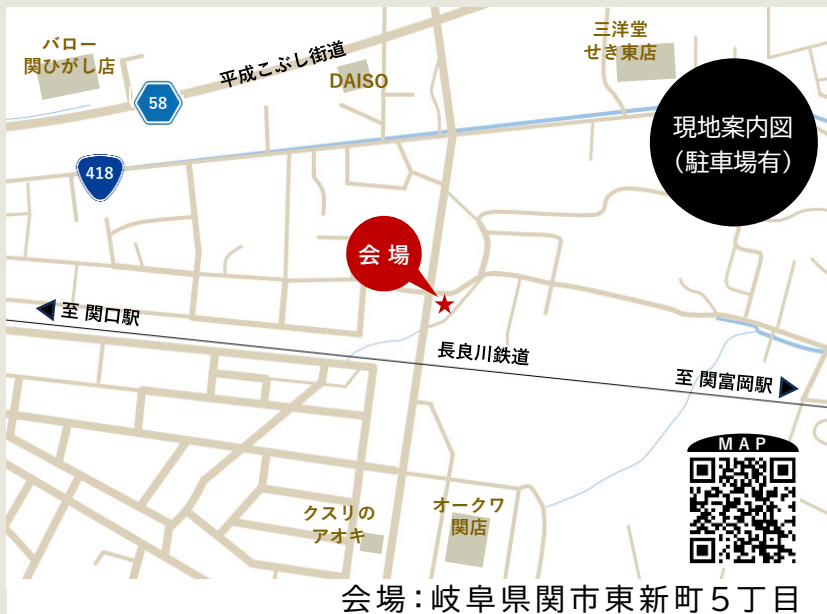 バロー
関ひがし店
58
平成こぶし街道
DAISO
三洋堂
せき東店
現地案内図
（駐車場有）
418
会 場
至 関口駅
長良川鉄道
至 関富岡駅
MAP
クスリの
アオキ
オークワ
関店
会場：岐阜県関市東新町５丁目